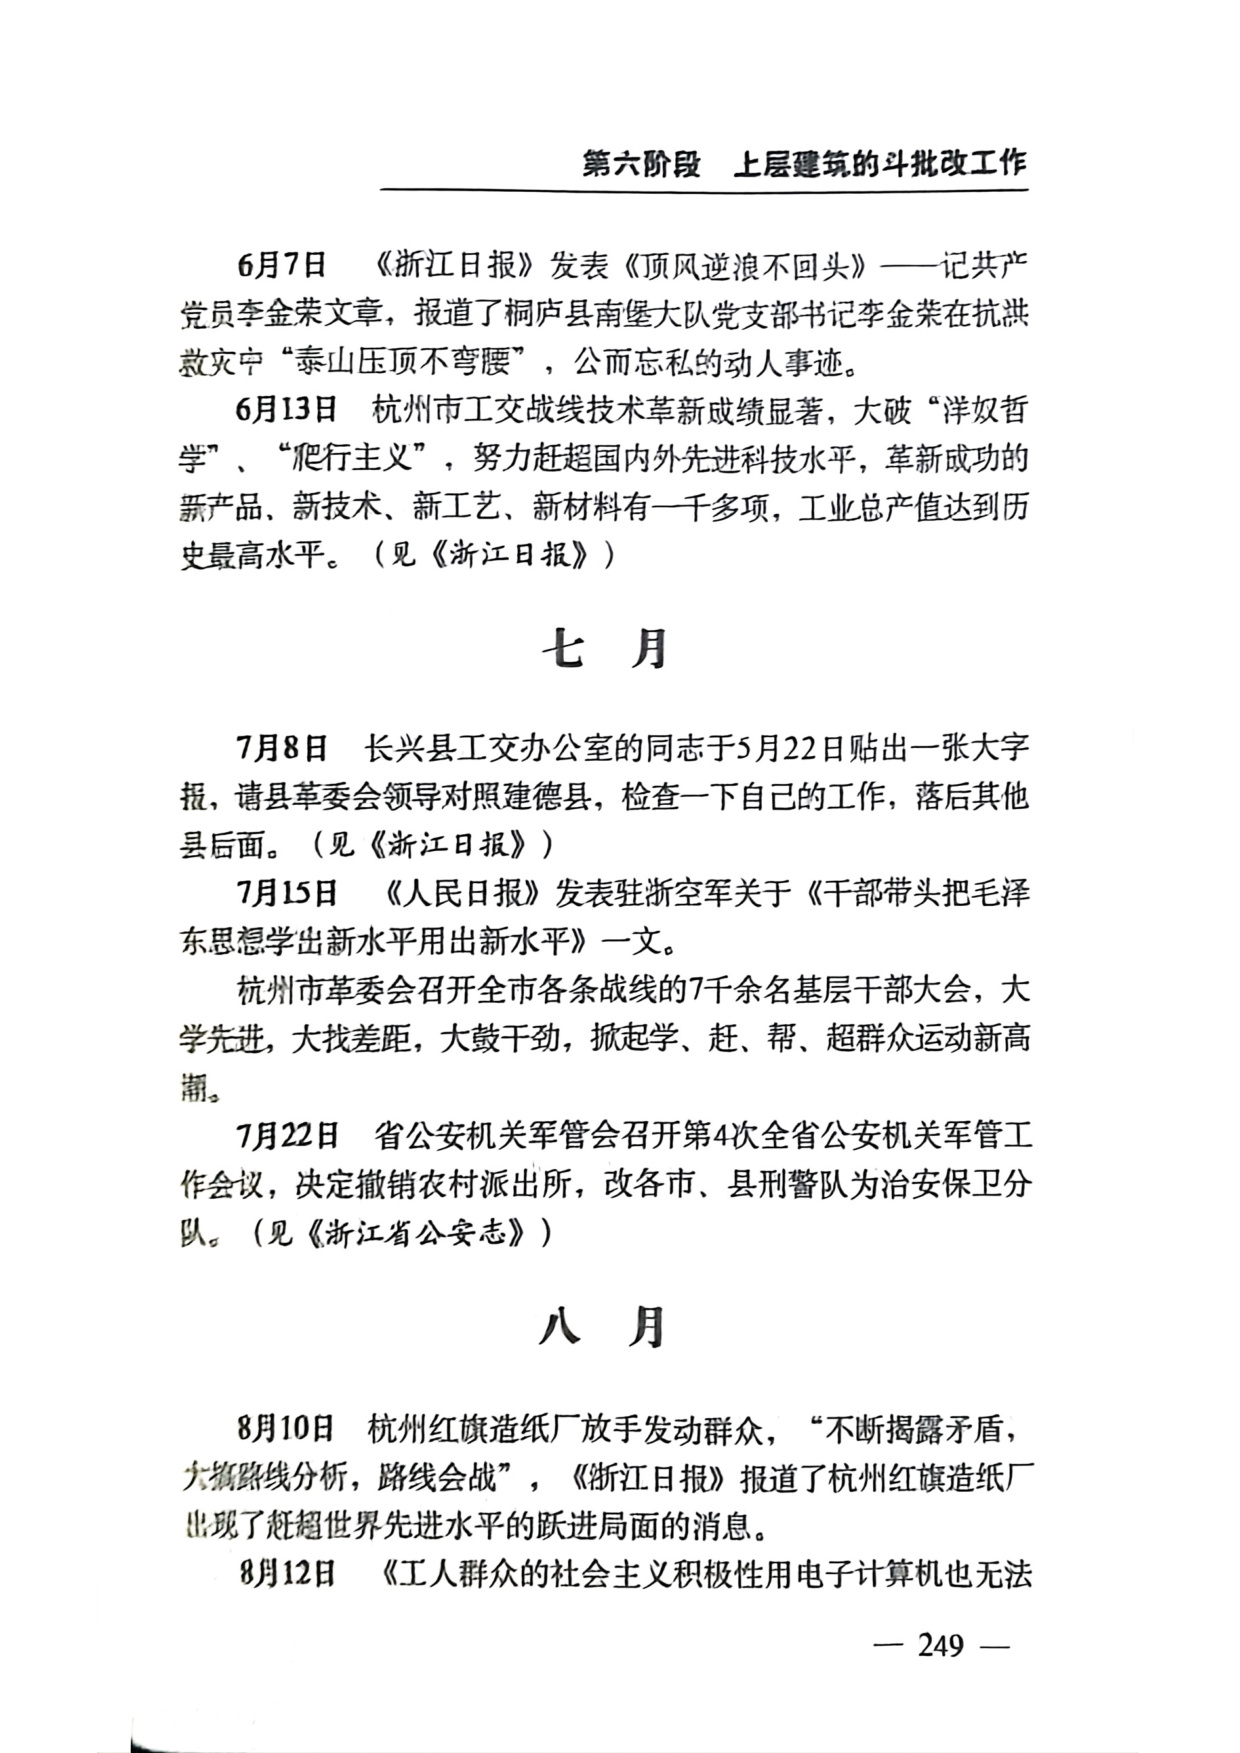 第六阶段　上层建筑的斗批改工作
6月7日　《浙江日报》发表《顶风逆浪不回头》——记共产
党员李金荣文章，报道了桐庐县南堡大队党支部书记李金荣在抗洪
救灾中“泰山压顶不弯腰”，公而忘私的动人事迹。
6月13日　杭州市工交战线技术革新成绩显著，大破“洋奴哲
学”、“爬行主义”，努力赶超国内外先进科技水平，革新成功的
新产品、新技术、新工艺、新材料有一千多项，工业总产值达到历
史最高水平。（见《浙江日报》）
七　月
7月8日　长兴县工交办公室的同志于5月22日贴出一张大字
报，请县革委会领导对照建德县，检查一下自己的工作，落后其他
县后面。（见《浙江日报》）
7月15日　《人民日报》发表驻浙空军关于《干部带头把毛泽
东思想学出新水平用出新水平》一文。
杭州市革委会召开全市各条战线的7千余名基层干部大会，大
学先进，大找差距，大鼓干劲，掀起学、赶、帮、超群众运动新高
潮。
7月22日　省公安机关军管会召开第4次全省公安机关军管工
作会议，决定撤销农村派出所，改各市、县刑警队为治安保卫分
队。（见《浙江省公安志》）
八　月
8月10日　杭州红旗造纸厂放手发动群众，“不断揭露矛盾，
大搞路线分析，路线会战”，《浙江日报》报道了杭州红旗造纸厂
出现了赶超世界先进水平的跃进局面的消息。
8月12日　《工人群众的社会主义积极性用电子计算机也无法
— 249 —